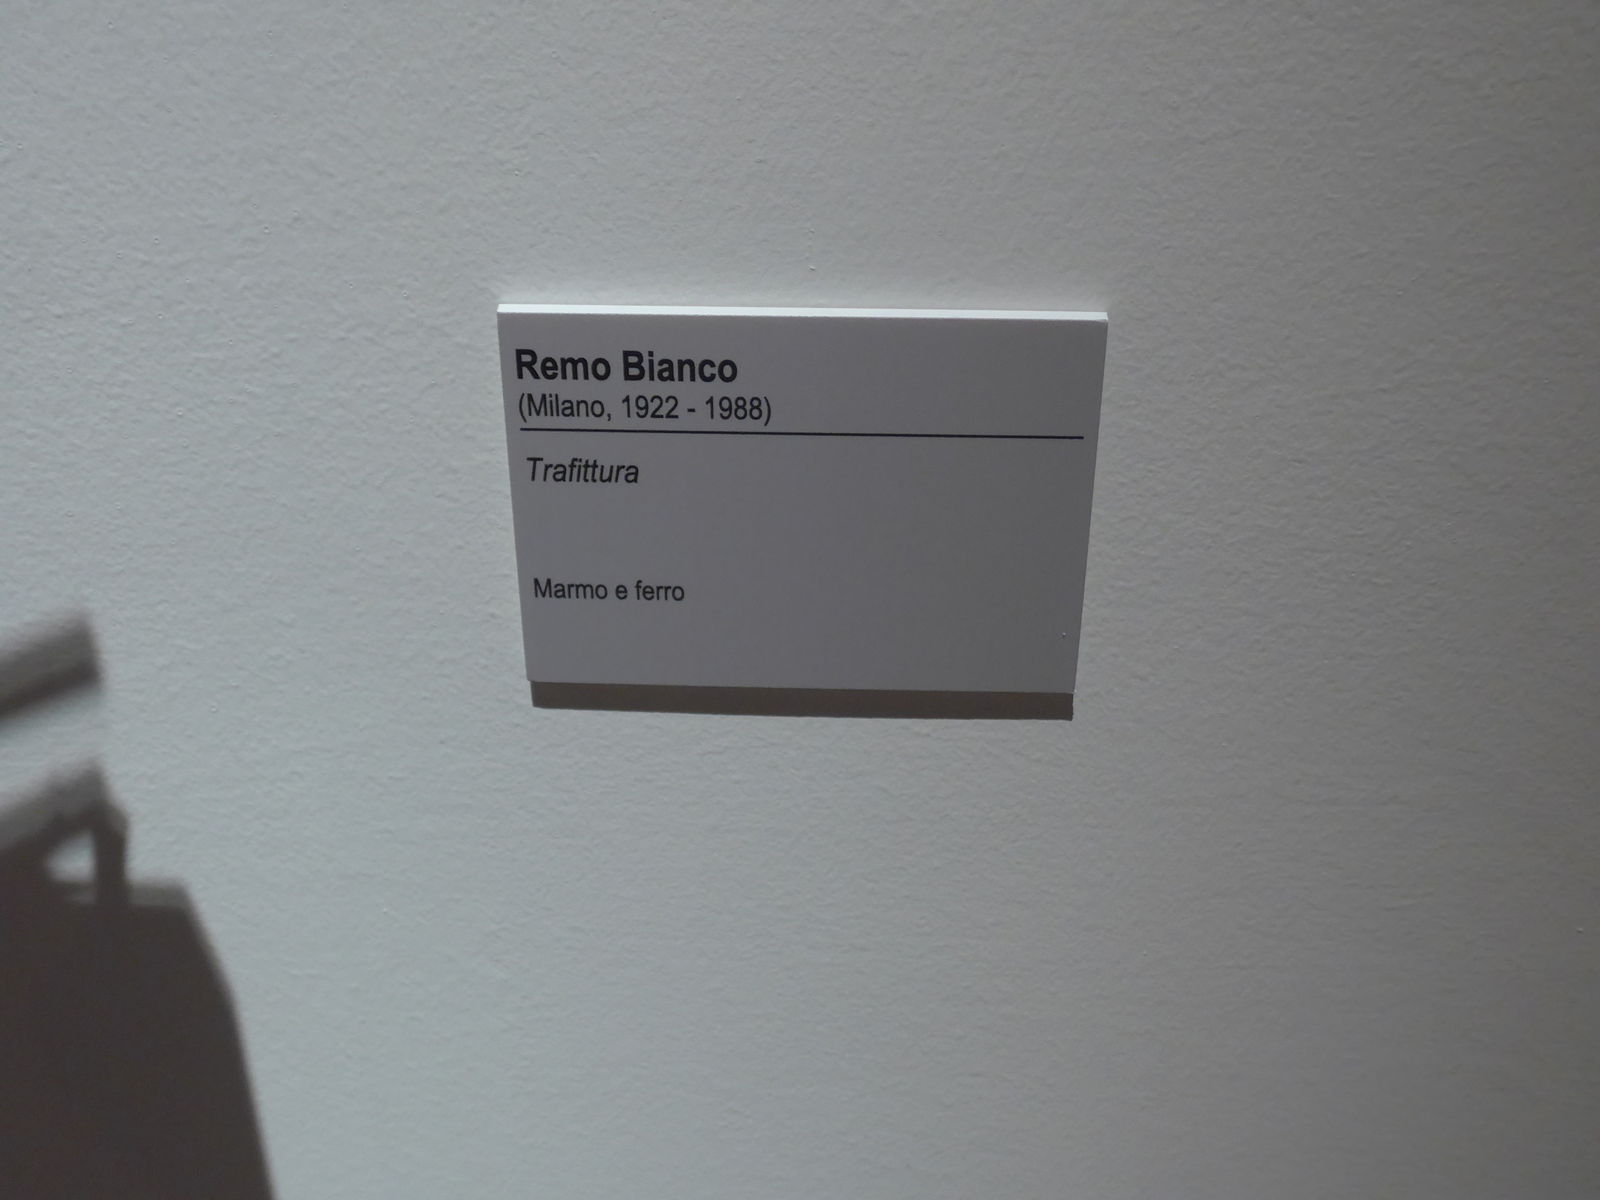 Remo Bianco
(Milano, 1922 - 1988)
Trafittura
Marmo e ferro